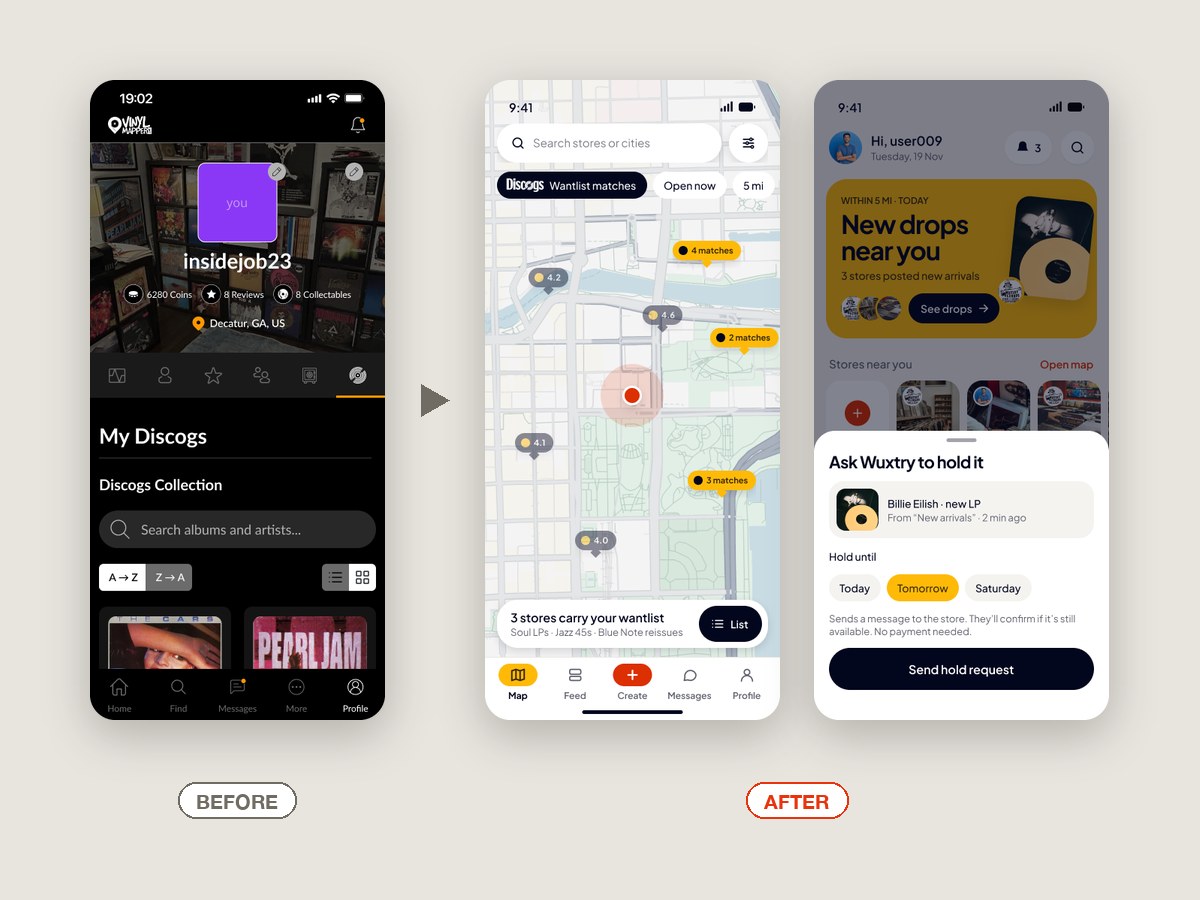 19:02
VINYL
MAPPER
you
insidejob23
6280 Coins
8 Reviews
8 Collectables
Decatur, GA, US
My Discogs
Discogs Collection
Search albums and artists...
A → Z
Z → A
THE CARS
PEARL JAM
Home
Find
Messages
More
Profile
BEFORE
9:41
Search stores or cities
Discogs Wantlist matches
Open now
5 mi
4 matches
4.2
4.6
2 matches
4.1
3 matches
4.0
3 stores carry your wantlist
Soul LPs · Jazz 45s · Blue Note reissues
List
Map
Feed
Create
Messages
Profile
9:41
Hi, user009
Tuesday, 19 Nov
3
WITHIN 5 MI · TODAY
New drops
near you
3 stores posted new arrivals
See drops →
Stores near you
Open map
Ask Wuxtry to hold it
Billie Eilish · new LP
From "New arrivals" · 2 min ago
Hold until
Today
Tomorrow
Saturday
Sends a message to the store. They'll confirm if it's still
available. No payment needed.
Send hold request
AFTER